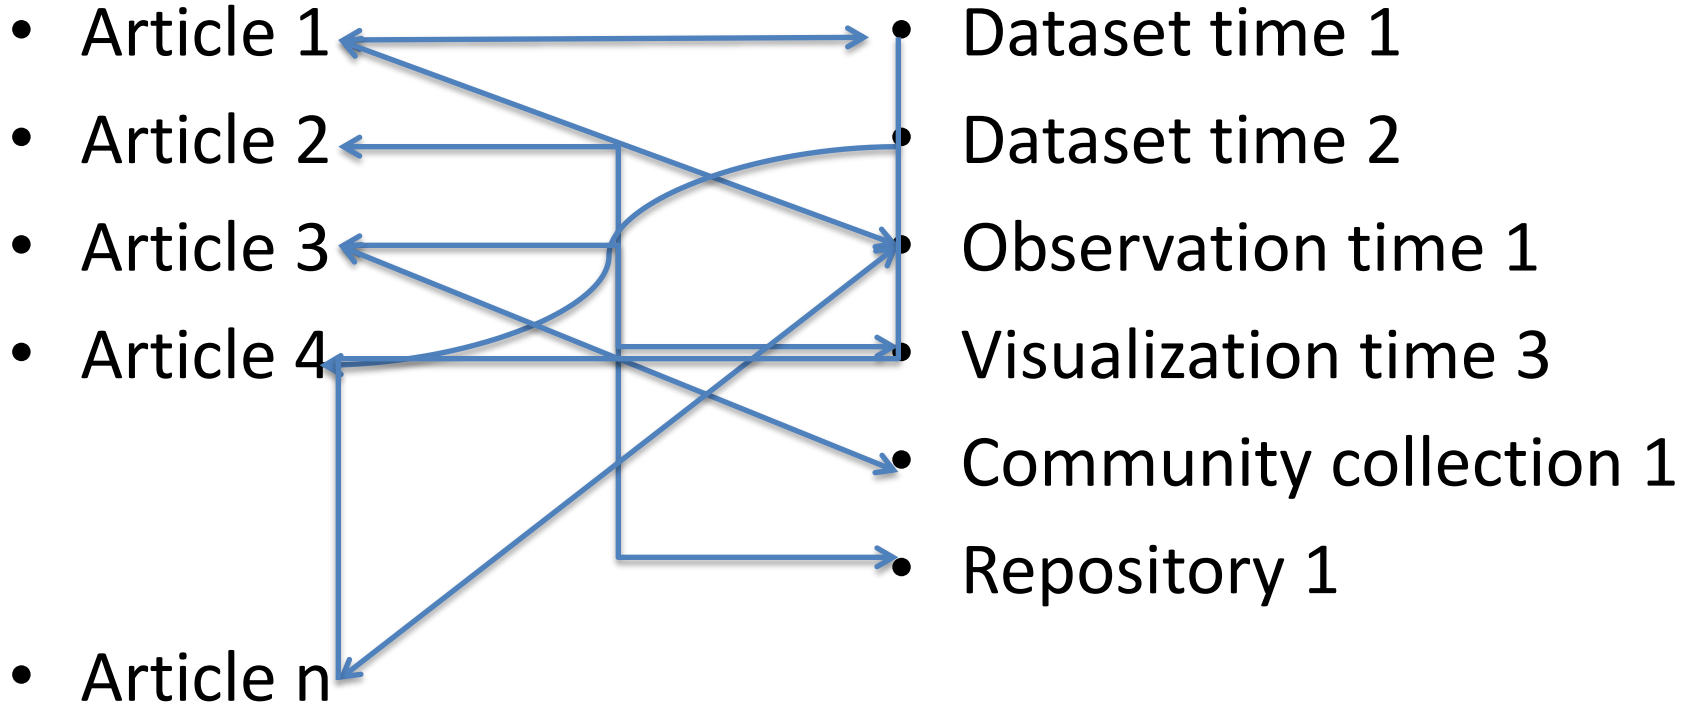 • Article 1
• Article 2
• Article 3
• Article 4
• Article n
• Dataset time 1
• Dataset time 2
• Observation time 1
• Visualization time 3
• Community collection 1
• Repository 1